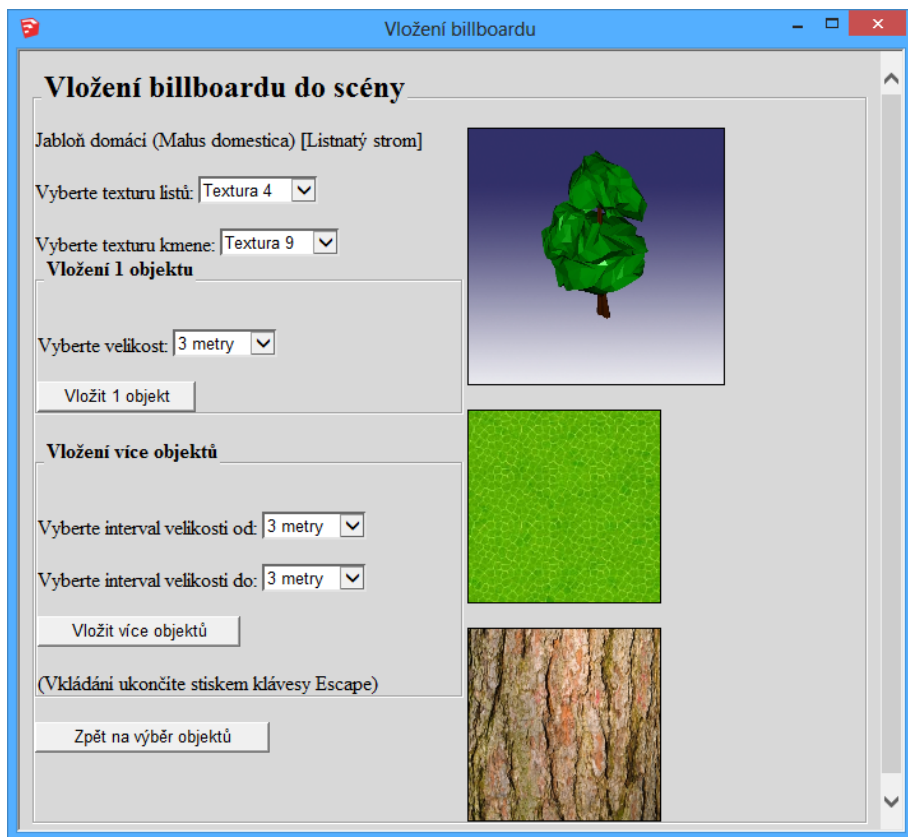 Vložení billboardu
Vložení billboardu do scény
Jabloň domácí (Malus domestica) [Listnatý strom]
Vyberte texturu listů: Textura 4
Vyberte texturu kmene: Textura 9
Vložení 1 objektu
Vyberte velikost: 3 metry
Vložit 1 objekt
Vložení více objektů
Vyberte interval velikosti od: 3 metry
Vyberte interval velikosti do: 3 metry
Vložit více objektů
(Vkládání ukončíte stiskem klávesy Escape)
Zpět na výběr objektů